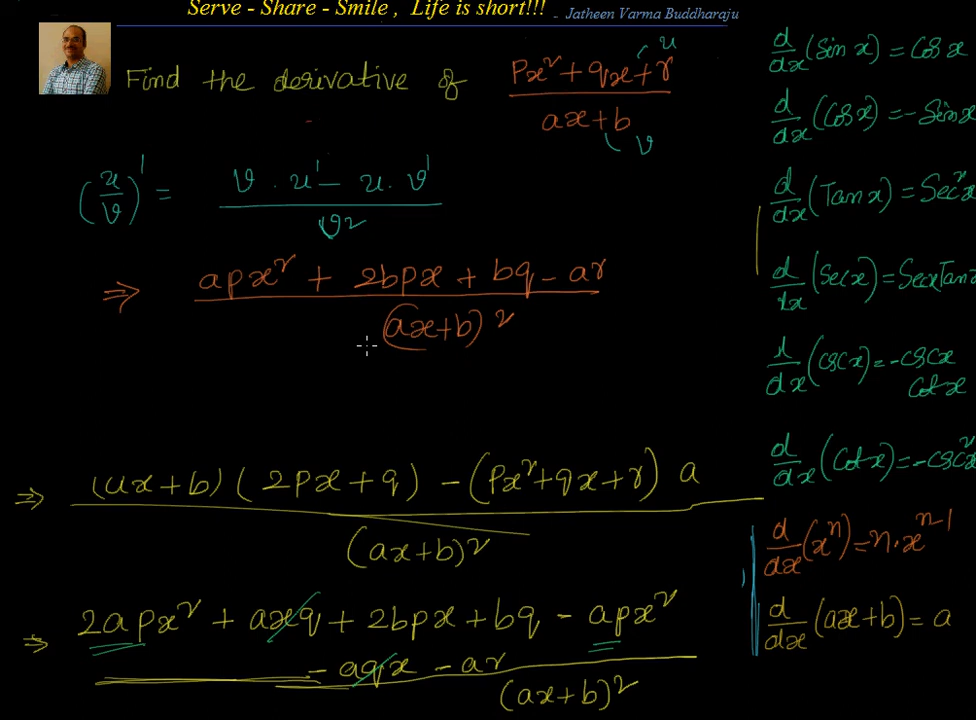 Serve - Share - Smile , Life is short!!! - Jatheen Varma Buddharaju
Find the derivative of (px² + qx + r)/(ax + b)
u
v
(u/v)' = (v · u' - u · v')/v²
⇒ (apx² + 2bpx + bq - ar)/(ax+b)²
⇒ ((ax+b)(2px+q) - (px²+qx+r) a)/(ax+b)²
⇒ (2apx² + axq + 2bpx + bq - apx² - aqx - ar)/(ax+b)²
d/dx (Sin x) = Cos x
d/dx (Cos x) = - Sin x
d/dx (Tan x) = Sec² x
d/dx (Sec x) = Secx Tan x
d/dx (CSC x) = - CSCx Cot x
d/dx (Cot x) = - CSC² x
d/dx (xⁿ) = n · xⁿ⁻¹
d/dx (ax+b) = a